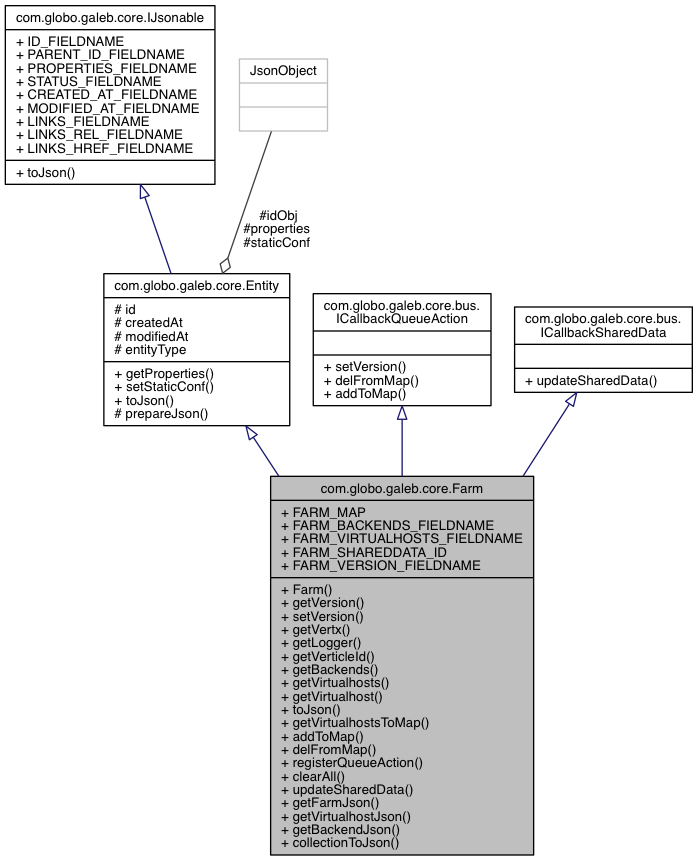 com.globo.galeb.core.IJsonable
+ ID_FIELDNAME
+ PARENT_ID_FIELDNAME
+ PROPERTIES_FIELDNAME
+ STATUS_FIELDNAME
+ CREATED_AT_FIELDNAME
+ MODIFIED_AT_FIELDNAME
+ LINKS_FIELDNAME
+ LINKS_REL_FIELDNAME
+ LINKS_HREF_FIELDNAME
+ toJson()
JsonObject
#idObj
#properties
#staticConf
com.globo.galeb.core.Entity
# id
# createdAt
# modifiedAt
# entityType
+ getProperties()
+ setStaticConf()
+ toJson()
# prepareJson()
com.globo.galeb.core.bus.
ICallbackQueueAction
+ setVersion()
+ delFromMap()
+ addToMap()
com.globo.galeb.core.bus.
ICallbackSharedData
+ updateSharedData()
com.globo.galeb.core.Farm
+ FARM_MAP
+ FARM_BACKENDS_FIELDNAME
+ FARM_VIRTUALHOSTS_FIELDNAME
+ FARM_SHAREDDATA_ID
+ FARM_VERSION_FIELDNAME
+ Farm()
+ getVersion()
+ setVersion()
+ getVertx()
+ getLogger()
+ getVerticleId()
+ getBackends()
+ getVirtualhosts()
+ getVirtualhost()
+ toJson()
+ getVirtualhostsToMap()
+ addToMap()
+ delFromMap()
+ registerQueueAction()
+ clearAll()
+ updateSharedData()
+ getFarmJson()
+ getVirtualhostJson()
+ getBackendJson()
+ collectionToJson()